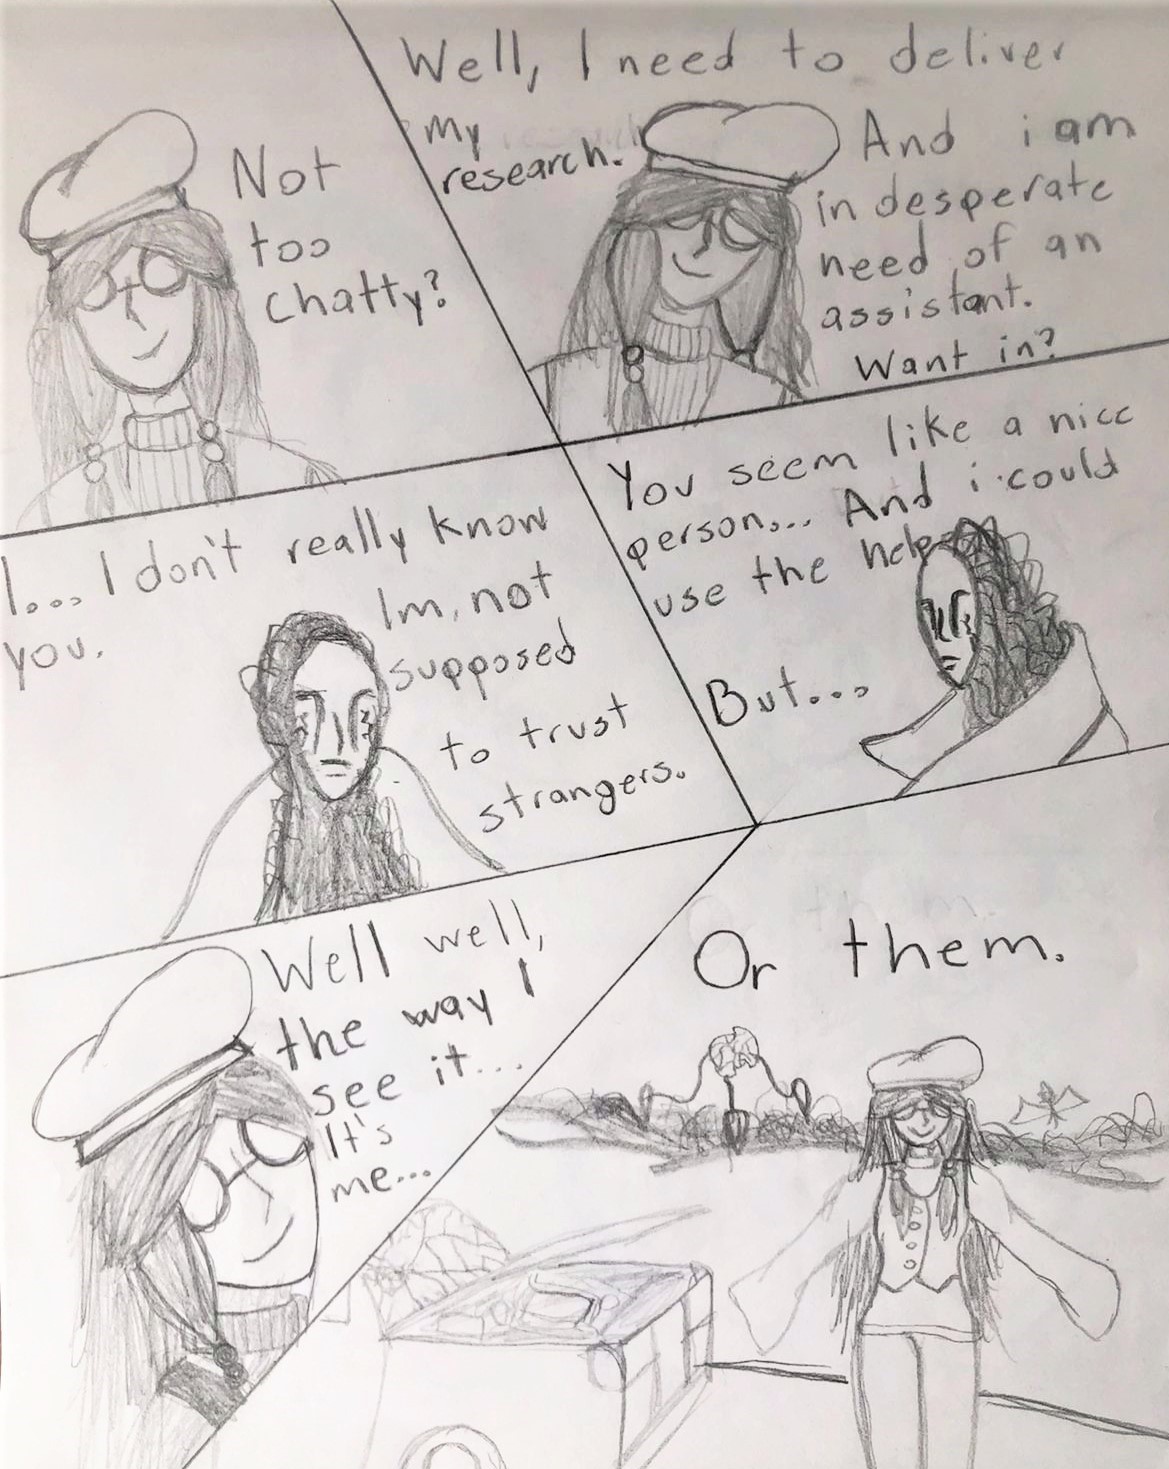 Not
too
chatty?
Well, I need to deliver
my
research.
And i am
in desperate
need of an
assistant.
Want in?
I... I don't really know
you.
Im, not
supposed
to trust
strangers.
You seem like a nice
person... And i could
use the help
But...
Well well,
the way I
see it...
It's
me...
Or them.